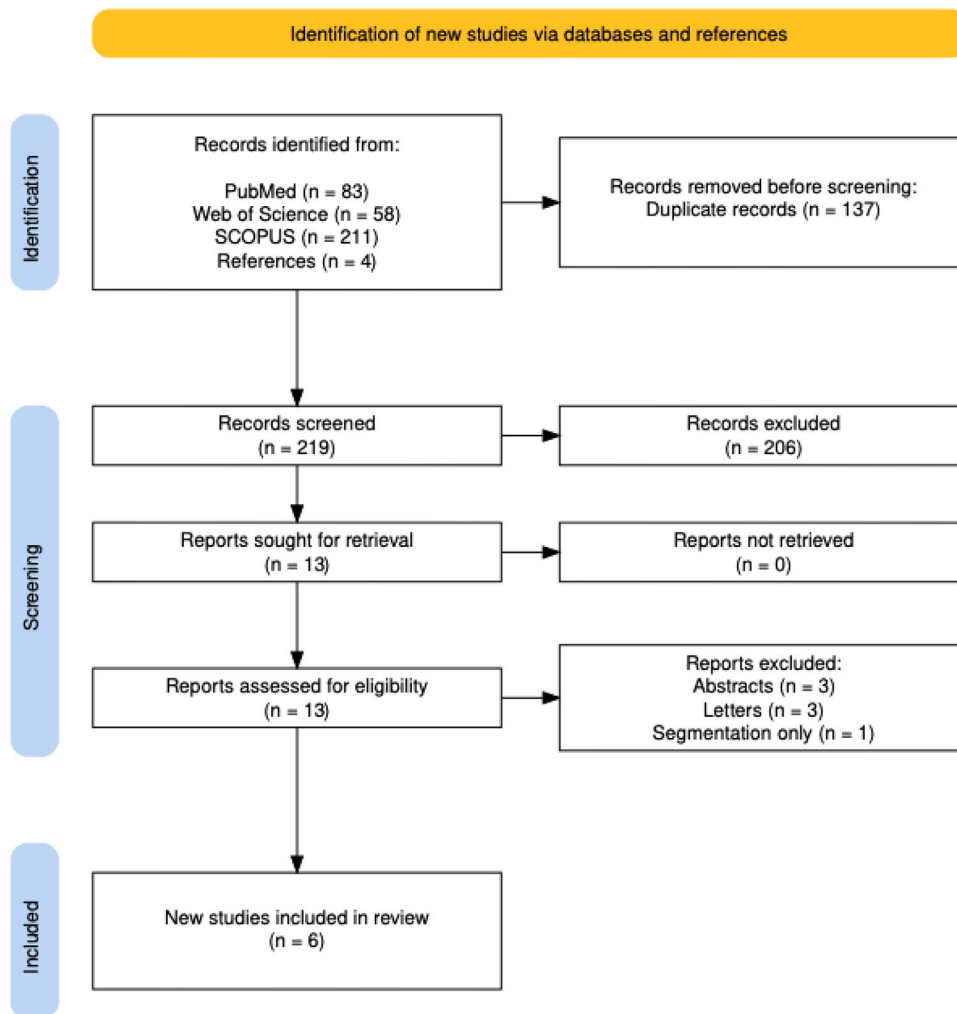 Identification of new studies via databases and references
Identification
Records identified from:
PubMed (n = 83)
Web of Science (n = 58)
SCOPUS (n = 211)
References (n = 4)
Records removed before screening:
Duplicate records (n = 137)
Screening
Records screened
(n = 219)
Records excluded
(n = 206)
Reports sought for retrieval
(n = 13)
Reports not retrieved
(n = 0)
Reports assessed for eligibility
(n = 13)
Reports excluded:
Abstracts (n = 3)
Letters (n = 3)
Segmentation only (n = 1)
Included
New studies included in review
(n = 6)